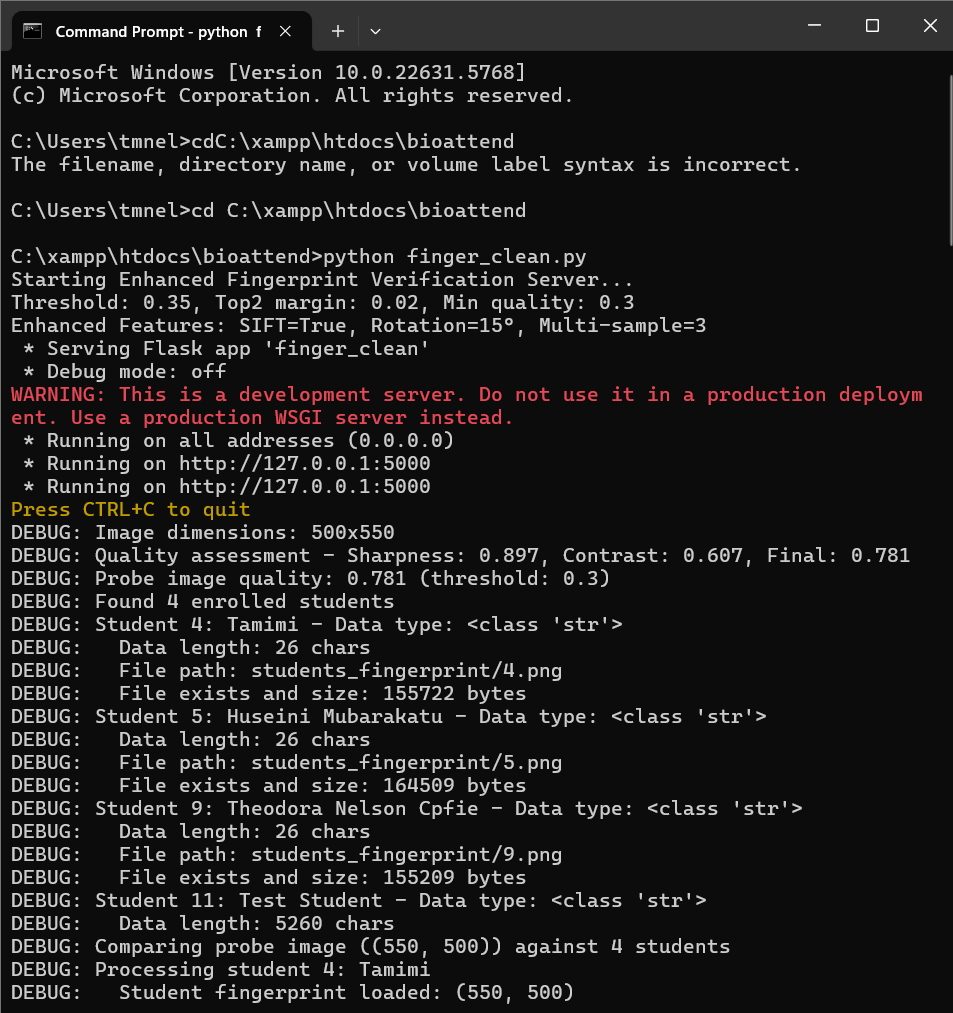 Command Prompt - python  f
Microsoft Windows [Version 10.0.22631.5768]
(c) Microsoft Corporation. All rights reserved.
C:\Users\tmnel>cdC:\xampp\htdocs\bioattend
The filename, directory name, or volume label syntax is incorrect.
C:\Users\tmnel>cd C:\xampp\htdocs\bioattend
C:\xampp\htdocs\bioattend>python finger_clean.py
Starting Enhanced Fingerprint Verification Server...
Threshold: 0.35, Top2 margin: 0.02, Min quality: 0.3
Enhanced Features: SIFT=True, Rotation=15°, Multi-sample=3
 * Serving Flask app 'finger_clean'
 * Debug mode: off
WARNING: This is a development server. Do not use it in a production deploym
ent. Use a production WSGI server instead.
 * Running on all addresses (0.0.0.0)
 * Running on http://127.0.0.1:5000
 * Running on http://127.0.0.1:5000
Press CTRL+C to quit
DEBUG: Image dimensions: 500x550
DEBUG: Quality assessment - Sharpness: 0.897, Contrast: 0.607, Final: 0.781
DEBUG: Probe image quality: 0.781 (threshold: 0.3)
DEBUG: Found 4 enrolled students
DEBUG: Student 4: Tamimi - Data type: <class 'str'>
DEBUG:   Data length: 26 chars
DEBUG:   File path: students_fingerprint/4.png
DEBUG:   File exists and size: 155722 bytes
DEBUG: Student 5: Huseini Mubarakatu - Data type: <class 'str'>
DEBUG:   Data length: 26 chars
DEBUG:   File path: students_fingerprint/5.png
DEBUG:   File exists and size: 164509 bytes
DEBUG: Student 9: Theodora Nelson Cpfie - Data type: <class 'str'>
DEBUG:   Data length: 26 chars
DEBUG:   File path: students_fingerprint/9.png
DEBUG:   File exists and size: 155209 bytes
DEBUG: Student 11: Test Student - Data type: <class 'str'>
DEBUG:   Data length: 5260 chars
DEBUG: Comparing probe image ((550, 500)) against 4 students
DEBUG: Processing student 4: Tamimi
DEBUG:   Student fingerprint loaded: (550, 500)